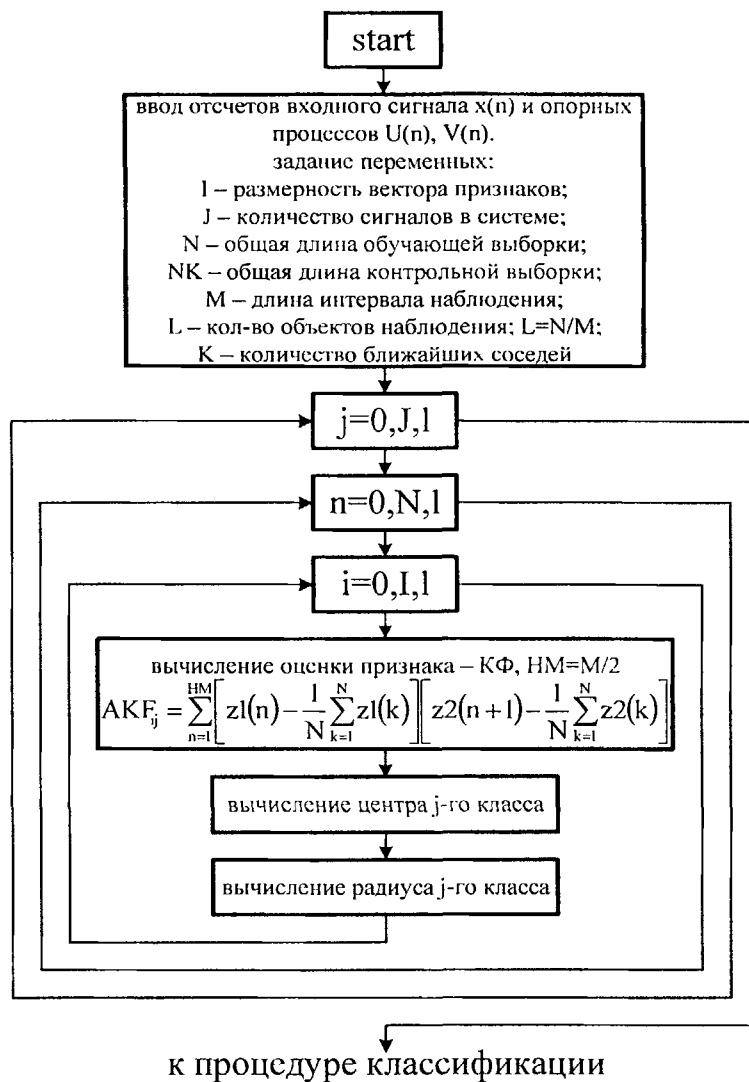 start
ввод отсчетов входного сигнала x(n) и опорных
процессов U(n), V(n).
задание переменных:
I – размерность вектора признаков;
J – количество сигналов в системе;
N – общая длина обучающей выборки;
NK – общая длина контрольной выборки;
M – длина интервала наблюдения;
L – кол-во объектов наблюдения; L=N/M;
K – количество ближайших соседей
j=0,J,1
n=0,N,1
i=0,I,1
вычисление оценки признака – КФ, HM=M/2
AKF_ij = ∑_{n=1}^{HM} [z1(n) − 1/N ∑_{k=1}^{N} z1(k)] [z2(n+1) − 1/N ∑_{k=1}^{N} z2(k)]
вычисление центра j-го класса
вычисление радиуса j-го класса
к процедуре классификации